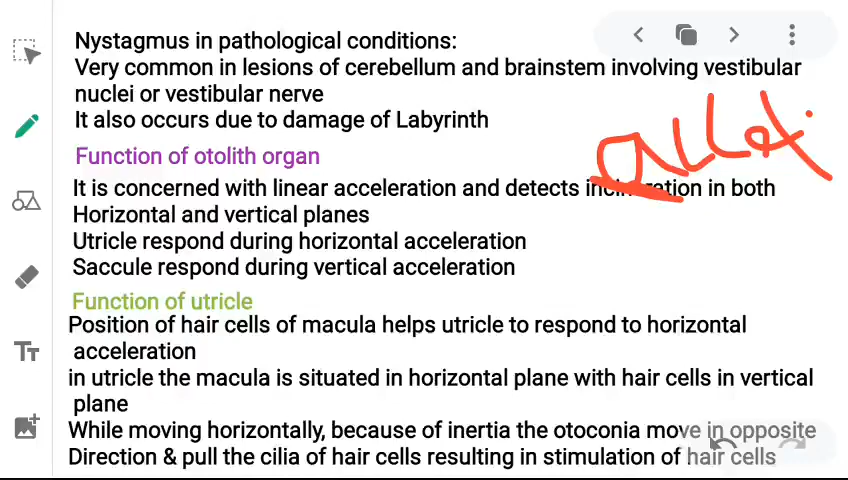 Nystagmus in pathological conditions:
Very common in lesions of cerebellum and brainstem involving vestibular
nuclei or vestibular nerve
It also occurs due to damage of Labyrinth
Function of otolith organ
It is concerned with linear acceleration and detects in both
Horizontal and vertical planes
Utricle respond during horizontal acceleration
Saccule respond during vertical acceleration
Function of utricle
Position of hair cells of macula helps utricle to respond to horizontal
acceleration
in utricle the macula is situated in horizontal plane with hair cells in vertical
plane
While moving horizontally, because of inertia the otoconia move in opposite
Direction & pull the cilia of hair cells resulting in stimulation of hair cells
TT